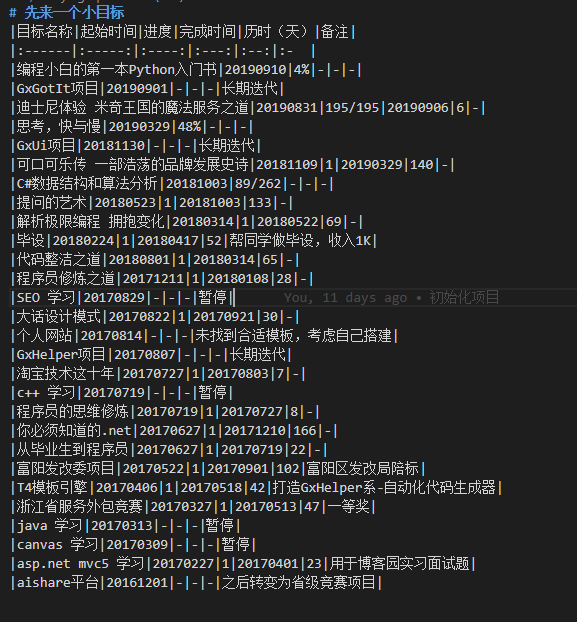 # 先来一个小目标
|目标名称|起始时间|进度|完成时间|历时（天）|备注|
|:------|:-----:|:----:|:---:|:--:|:-  |
|编程小白的第一本Python入门书|20190910|4%|-|-|-|
|GxGotIt项目|20190901|-|-|-|长期迭代|
|迪士尼体验 米奇王国的魔法服务之道|20190831|195/195|20190906|6|-|
|思考，快与慢|20190329|48%|-|-|-|
|GxUi项目|20181130|-|-|-|长期迭代|
|可口可乐传 一部浩荡的品牌发展史诗|20181109|1|20190329|140|-|
|C#数据结构和算法分析|20181003|89/262|-|-|-|
|提问的艺术|20180523|1|20181003|133|-|
|解析极限编程 拥抱变化|20180314|1|20180522|69|-|
|毕设|20180224|1|20180417|52|帮同学做毕设，收入1K|
|代码整洁之道|20180801|1|20180314|65|-|
|程序员修炼之道|20171211|1|20180108|28|-|
|SEO 学习|20170829|-|-|-|暂停| You, 11 days ago • 初始化项目
|大话设计模式|20170822|1|20170921|30|-|
|个人网站|20170814|-|-|-|未找到合适模板，考虑自己搭建|
|GxHelper项目|20170807|-|-|-|长期迭代|
|淘宝技术这十年|20170727|1|20170803|7|-|
|c++ 学习|20170719|-|-|-|暂停|
|程序员的思维修炼|20170719|1|20170727|8|-|
|你必须知道的.net|20170627|1|20171210|166|-|
|从毕业生到程序员|20170627|1|20170719|22|-|
|富阳发改委项目|20170522|1|20170901|102|富阳区发改局陪标|
|T4模板引擎|20170406|1|20170518|42|打造GxHelper系-自动化代码生成器|
|浙江省服务外包竞赛|20170327|1|20170513|47|一等奖|
|java 学习|20170313|-|-|-|暂停|
|canvas 学习|20170309|-|-|-|暂停|
|asp.net mvc5 学习|20170227|1|20170401|23|用于博客园实习面试题|
|aishare平台|20161201|-|-|-|之后转变为省级竞赛项目|